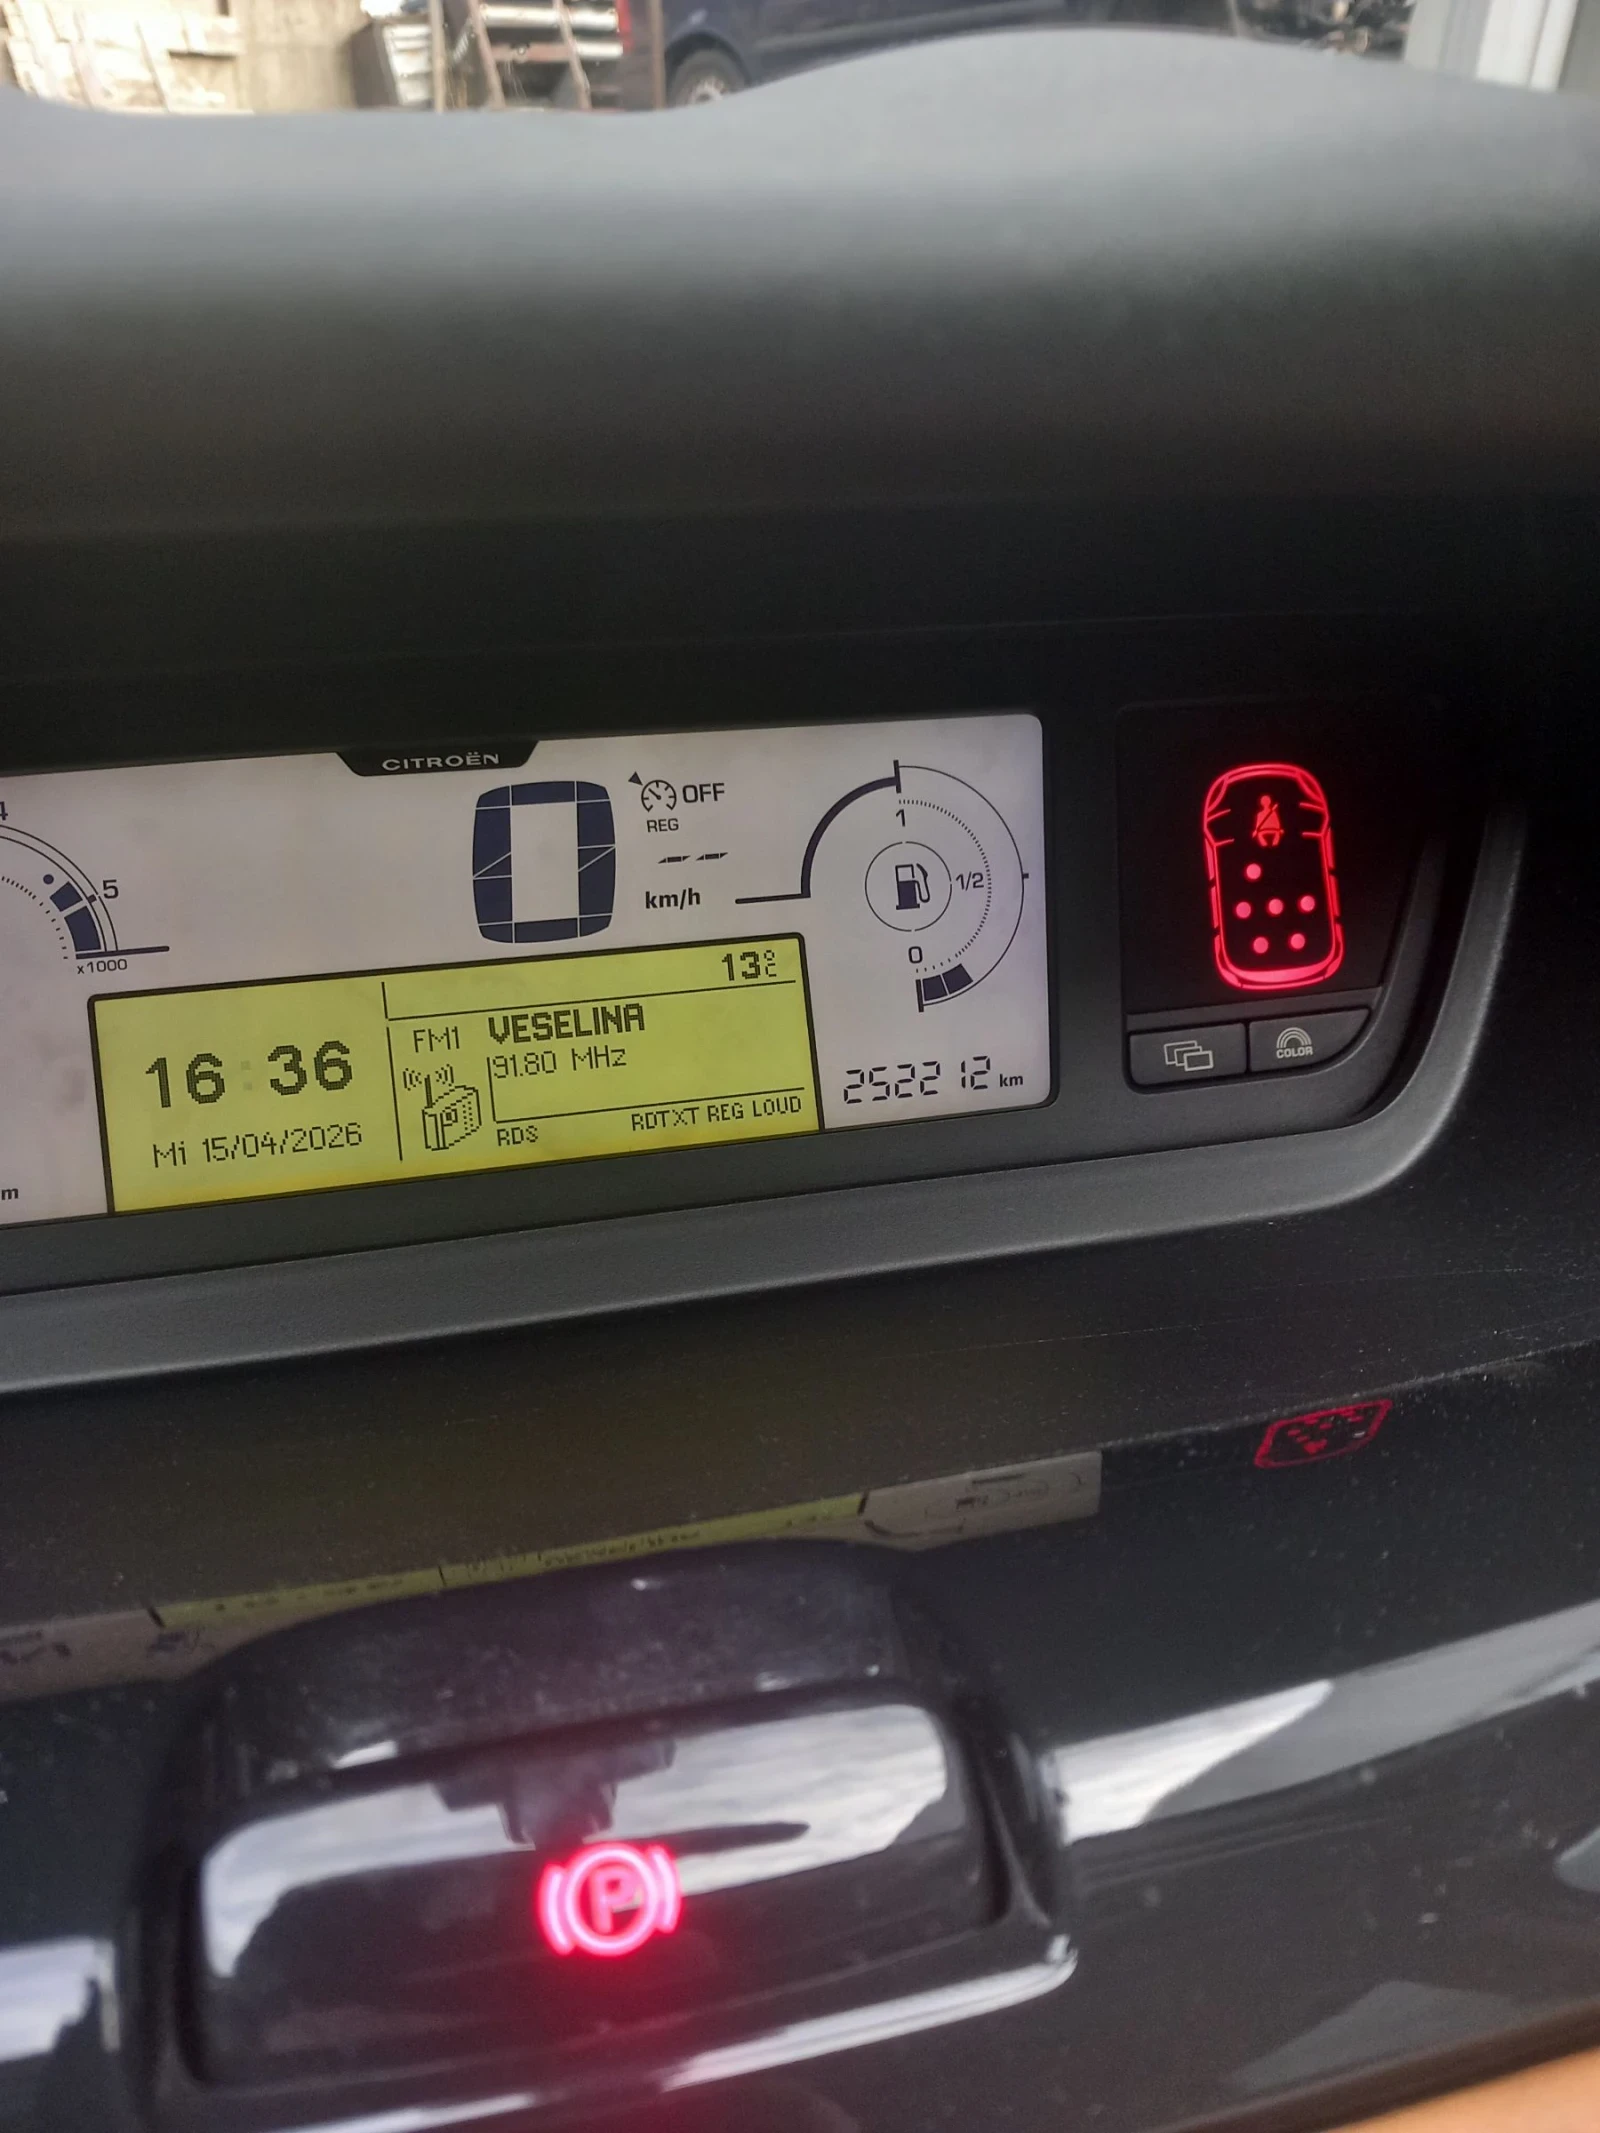 CITROËN
4
5
x1000
OFF
REG
km/h
1
1/2
0
COLOR
13°C
16:36
FM1 VESELINA
91.80 MHz
Mi 15/04/2026
RDS
RDTXT REG LOUD
252212 km
m
P